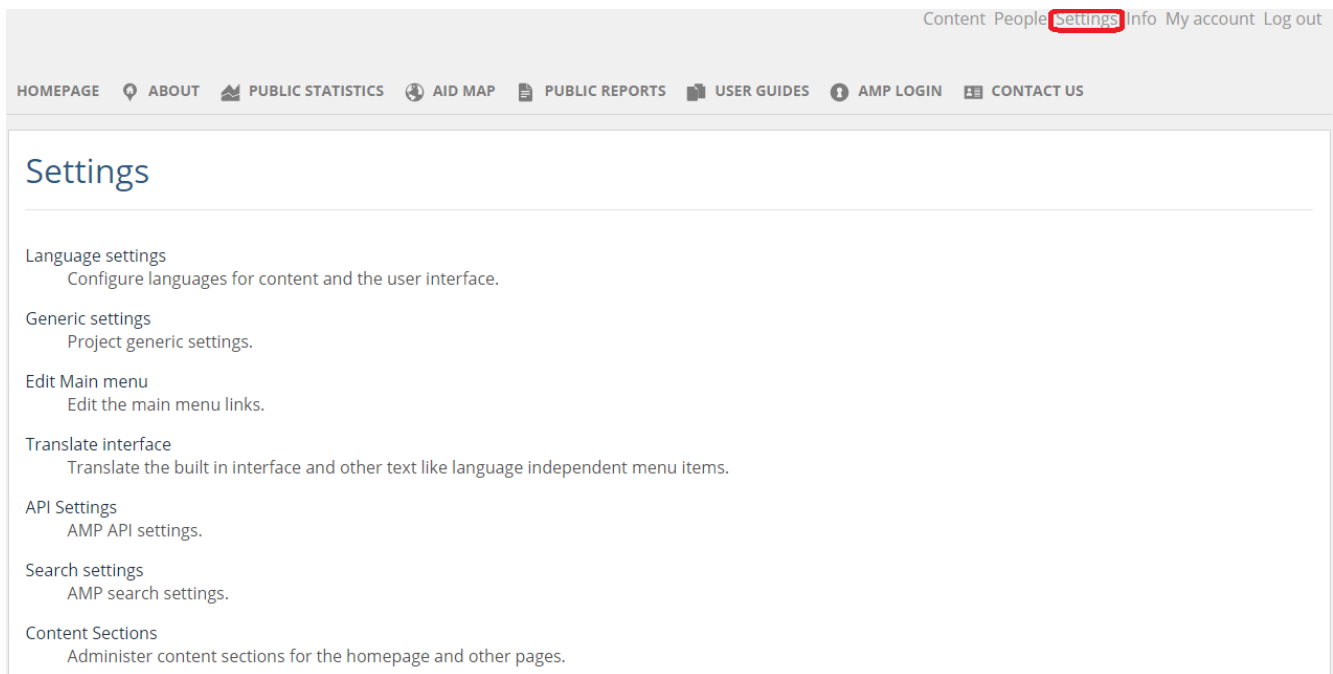 Content People Settings Info My account Log out
HOMEPAGE ABOUT PUBLIC STATISTICS AID MAP PUBLIC REPORTS USER GUIDES AMP LOGIN CONTACT US
Settings
Language settings
Configure languages for content and the user interface.
Generic settings
Project generic settings.
Edit Main menu
Edit the main menu links.
Translate interface
Translate the built in interface and other text like language independent menu items.
API Settings
AMP API settings.
Search settings
AMP search settings.
Content Sections
Administer content sections for the homepage and other pages.